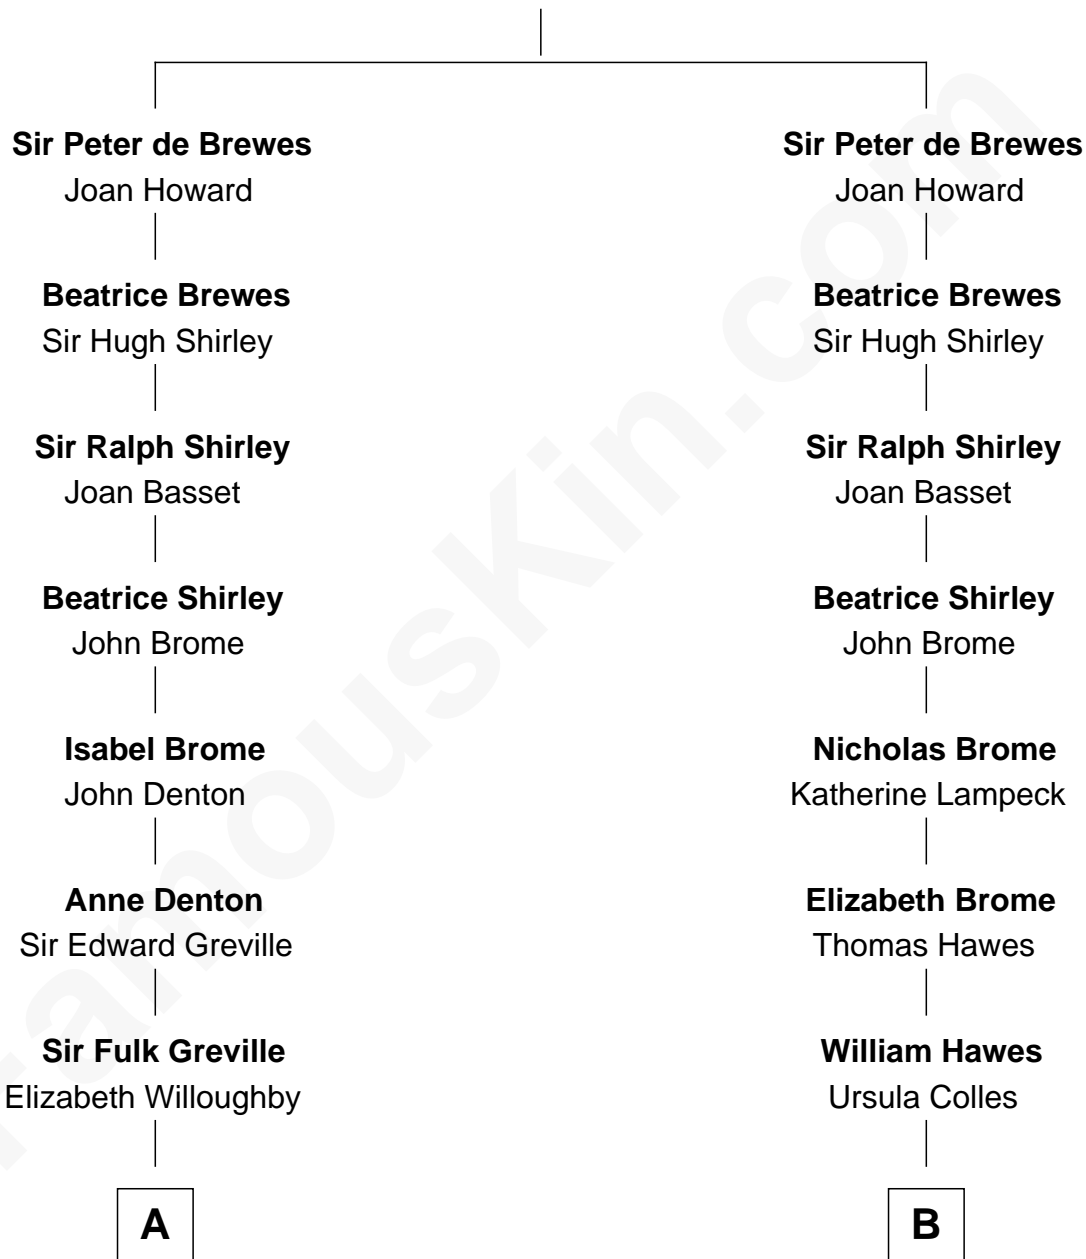 Sir Peter de Brewes
Joan Howard
Beatrice Brewes
Sir Hugh Shirley
Sir Ralph Shirley
Joan Basset
Beatrice Shirley
John Brome
Isabel Brome
John Denton
Anne Denton
Sir Edward Greville
Sir Fulk Greville
Elizabeth Willoughby
A
Sir Peter de Brewes
Joan Howard
Beatrice Brewes
Sir Hugh Shirley
Sir Ralph Shirley
Joan Basset
Beatrice Shirley
John Brome
Nicholas Brome
Katherine Lampeck
Elizabeth Brome
Thomas Hawes
William Hawes
Ursula Colles
B
FamousKin.com